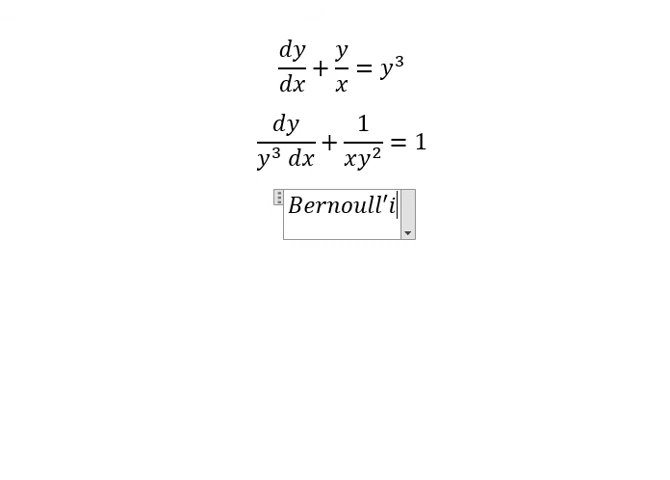 dy/dx + y/x = y³
dy/(y³ dx) + 1/(xy²) = 1
Bernoull'i